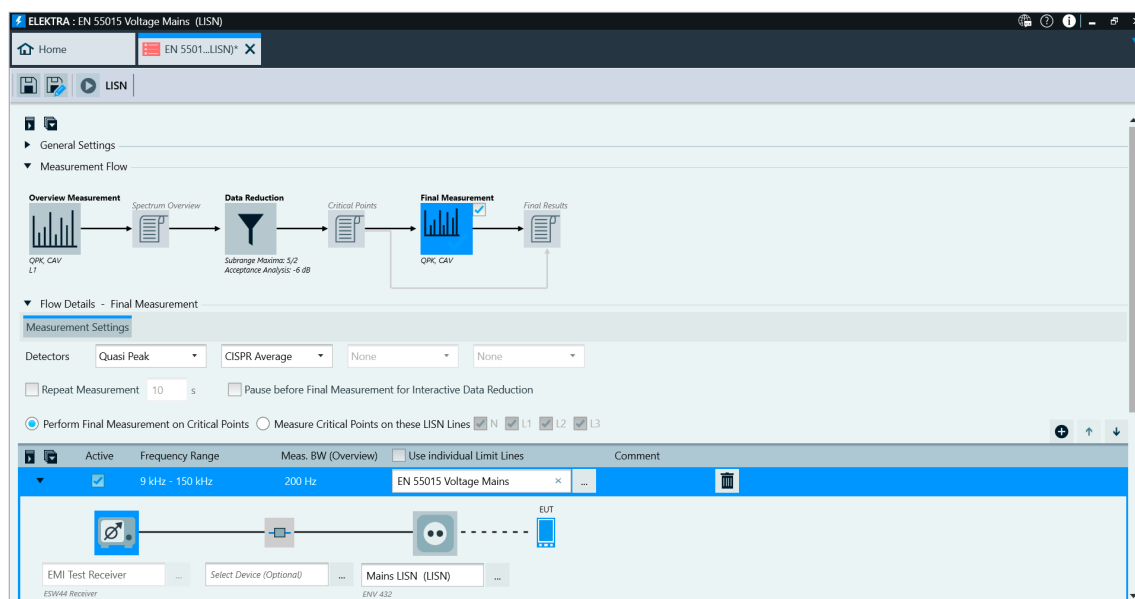 ELEKTRA : EN 55015 Voltage Mains (LISN)
Home
EN 5501...LISN)*
LISN
General Settings
Measurement Flow
Overview Measurement
Spectrum Overview
Data Reduction
Critical Points
Final Measurement
Final Results
QPK, CAV
L1
Subrange Maxima: 5/2
Acceptance Analysis: -6 dB
QPK, CAV
Flow Details - Final Measurement
Measurement Settings
Detectors Quasi Peak CISPR Average None None
Repeat Measurement 10 s Pause before Final Measurement for Interactive Data Reduction
Perform Final Measurement on Critical Points Measure Critical Points on these LISN Lines N L1 L2 L3
Active Frequency Range Meas. BW (Overview) Use individual Limit Lines Comment
9 kHz - 150 kHz 200 Hz EN 55015 Voltage Mains × ...
EUT
EMI Test Receiver ... Select Device (Optional) ... Mains LISN (LISN) ...
ESW44 Receiver ENV 432